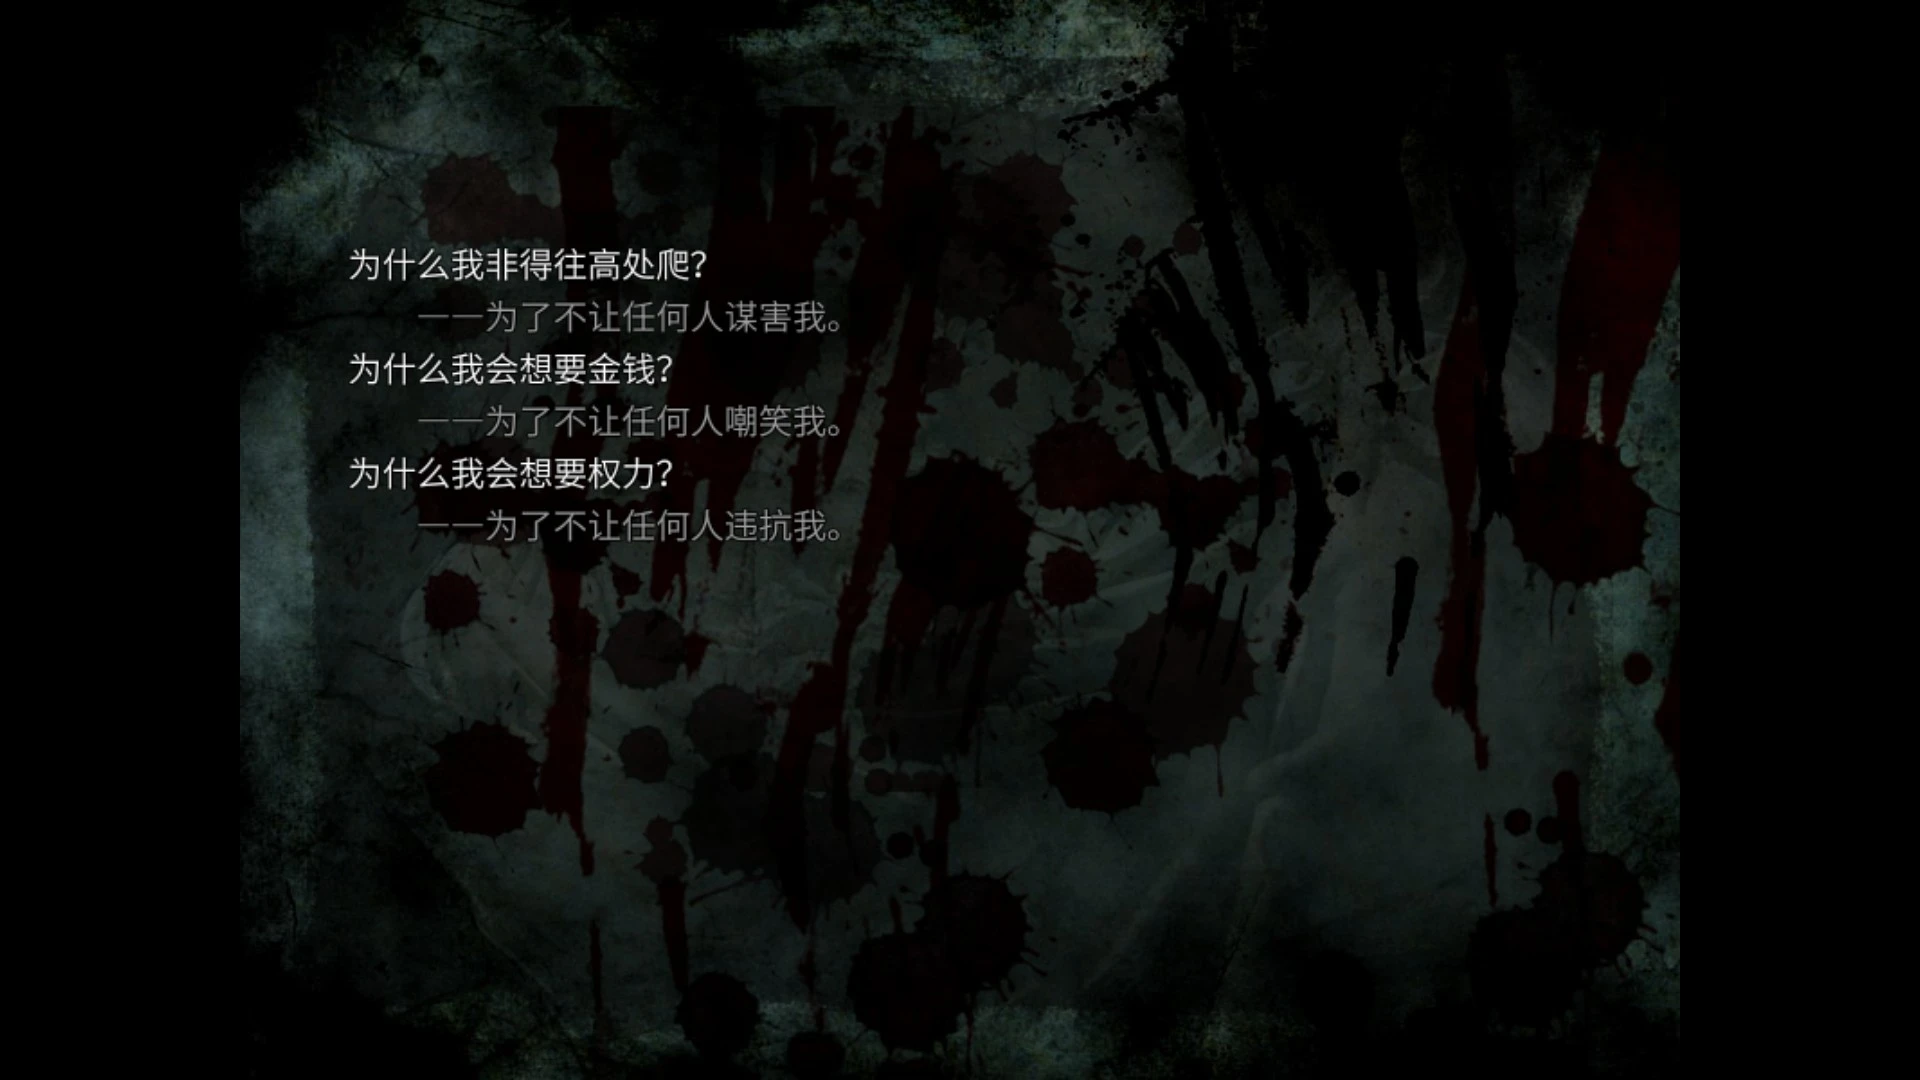 为什么我非得往高处爬？
——为了不让任何人谋害我。
为什么我会想要金钱？
——为了不让任何人嘲笑我。
为什么我会想要权力？
——为了不让任何人违抗我。